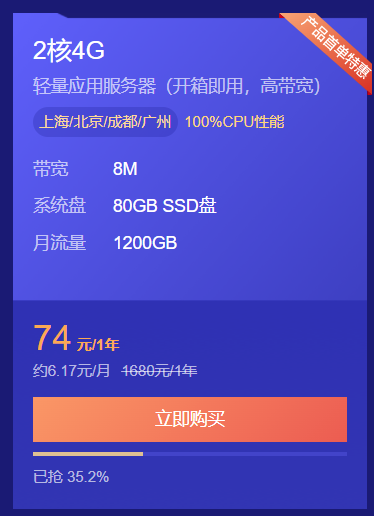 产品首单特惠
2核4G
轻量应用服务器（开箱即用，高带宽）
上海/北京/成都/广州 100%CPU性能
带宽 8M
系统盘 80GB SSD盘
月流量 1200GB
74 元/1年
约6.17元/月 1680元/1年
立即购买
已抢 35.2%